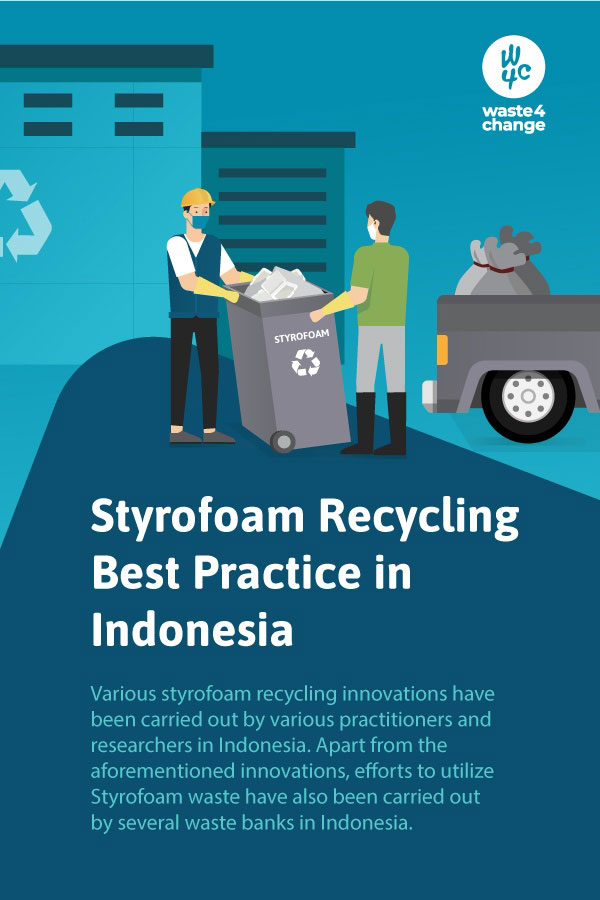 W4C
waste4
change
STYROFOAM
Styrofoam Recycling
Best Practice in
Indonesia
Various styrofoam recycling innovations have
been carried out by various practitioners and
researchers in Indonesia. Apart from the
aforementioned innovations, efforts to utilize
Styrofoam waste have also been carried out
by several waste banks in Indonesia.